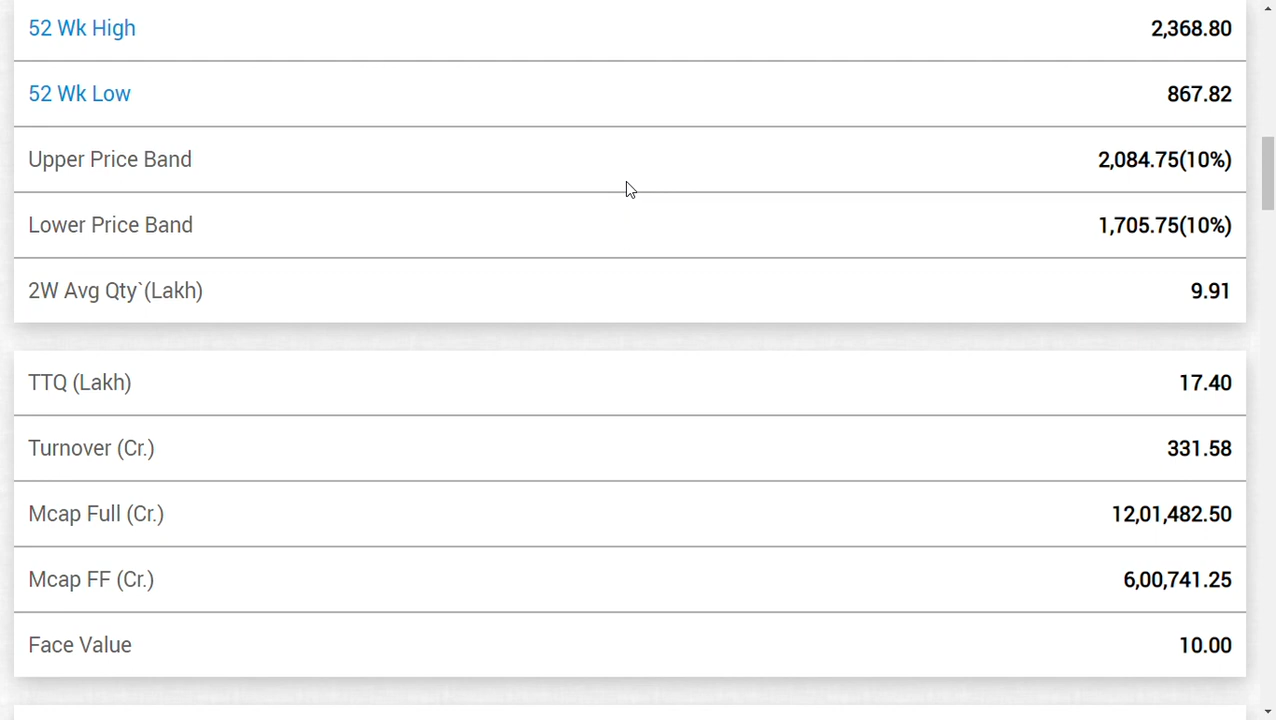 52 Wk High 2,368.80
52 Wk Low 867.82
Upper Price Band 2,084.75(10%)
Lower Price Band 1,705.75(10%)
2W Avg Qty`(Lakh) 9.91
TTQ (Lakh) 17.40
Turnover (Cr.) 331.58
Mcap Full (Cr.) 12,01,482.50
Mcap FF (Cr.) 6,00,741.25
Face Value 10.00